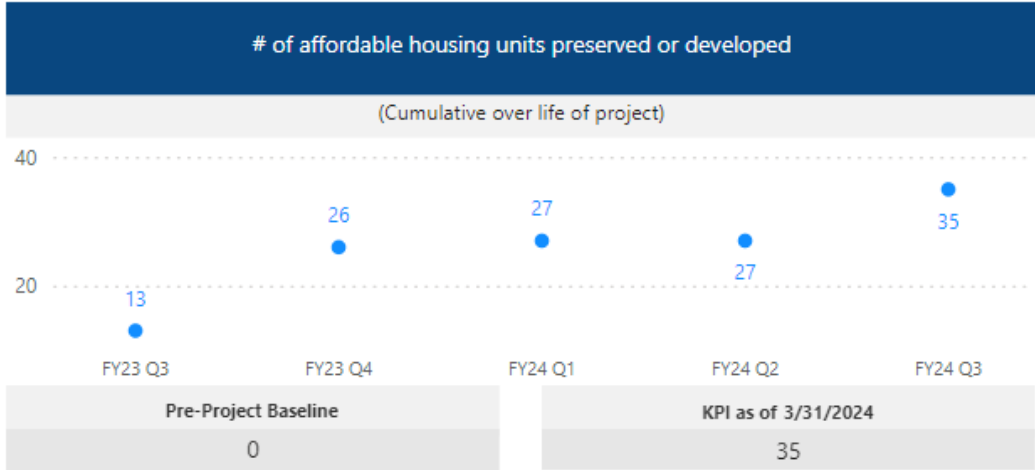 # of affordable housing units preserved or developed
(Cumulative over life of project)
40
20
13
26
27
27
35
FY23 Q3 FY23 Q4 FY24 Q1 FY24 Q2 FY24 Q3
Pre-Project Baseline
0
KPI as of 3/31/2024
35